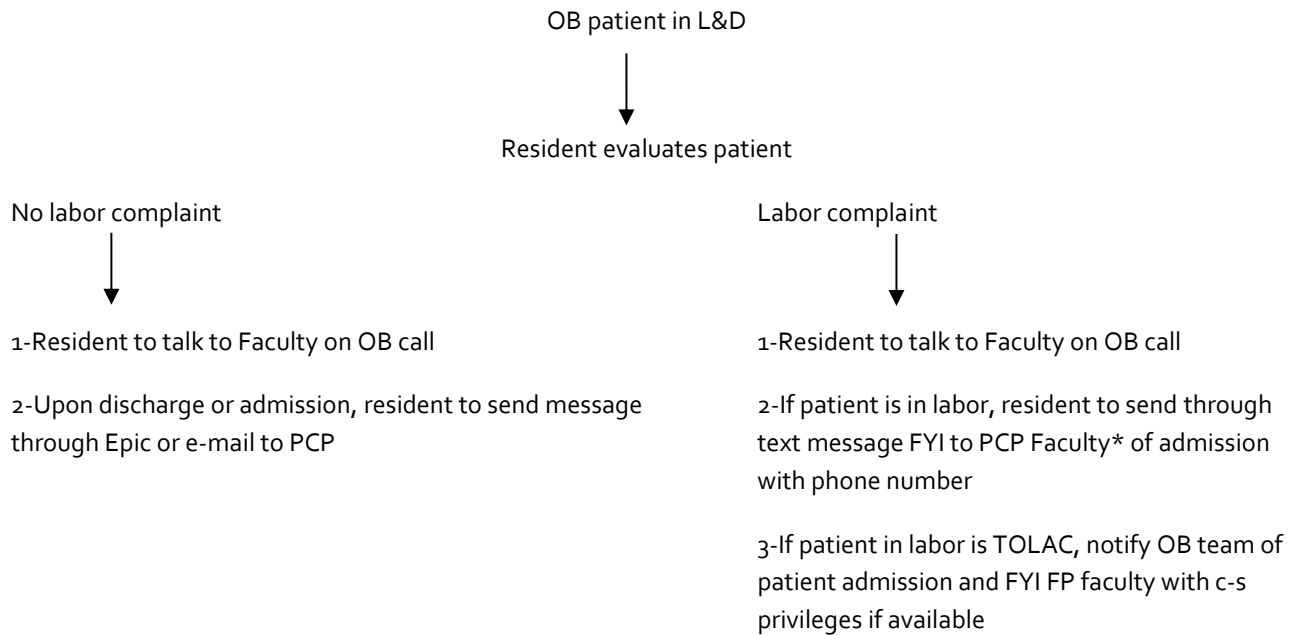 OB patient in L&D
Resident evaluates patient
No labor complaint
1-Resident to talk to Faculty on OB call
2-Upon discharge or admission, resident to send message
through Epic or e-mail to PCP
Labor complaint
1-Resident to talk to Faculty on OB call
2-If patient is in labor, resident to send through
text message FYI to PCP Faculty* of admission
with phone number
3-If patient in labor is TOLAC, notify OB team of
patient admission and FYI FP faculty with c-s
privileges if available